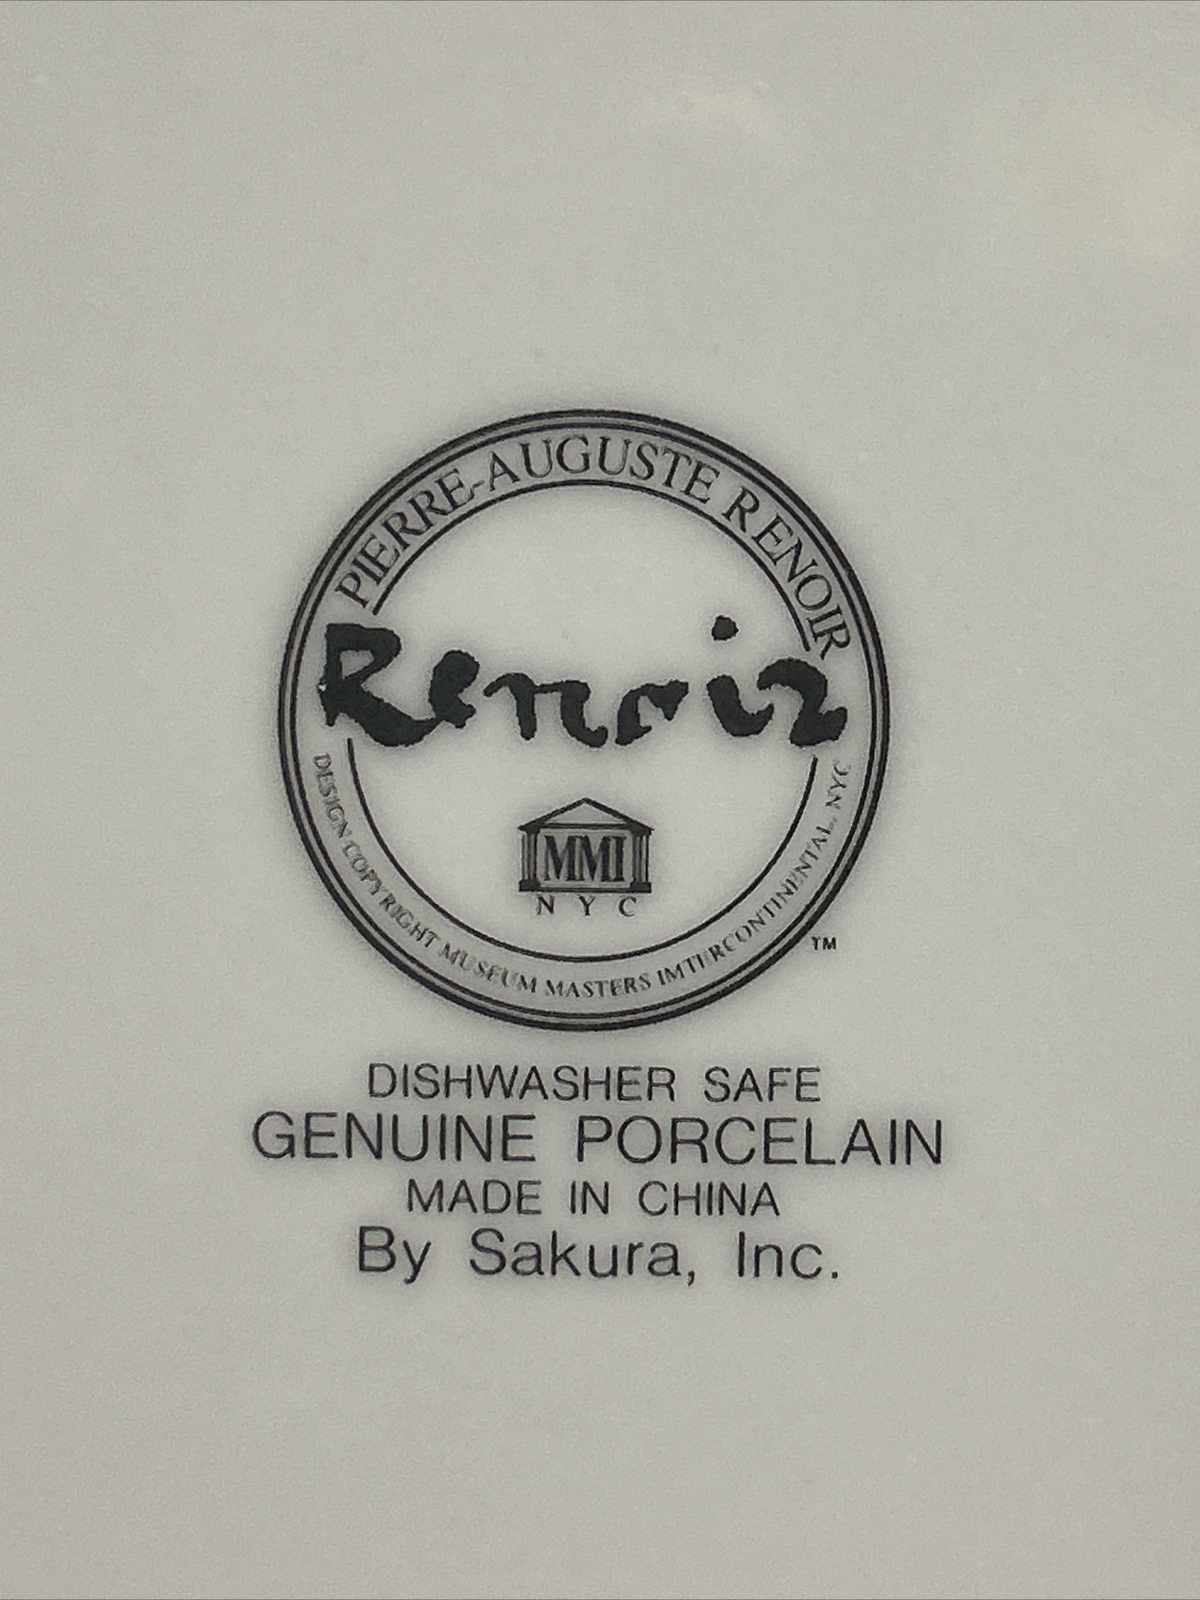 PIERRE-AUGUSTE RENOIR
Renoir
MMI
NYC
DESIGN COPYRIGHT MUSEUM MASTERS IMTERCONTINENTAL, NYC
TM
DISHWASHER SAFE
GENUINE PORCELAIN
MADE IN CHINA
By Sakura, Inc.